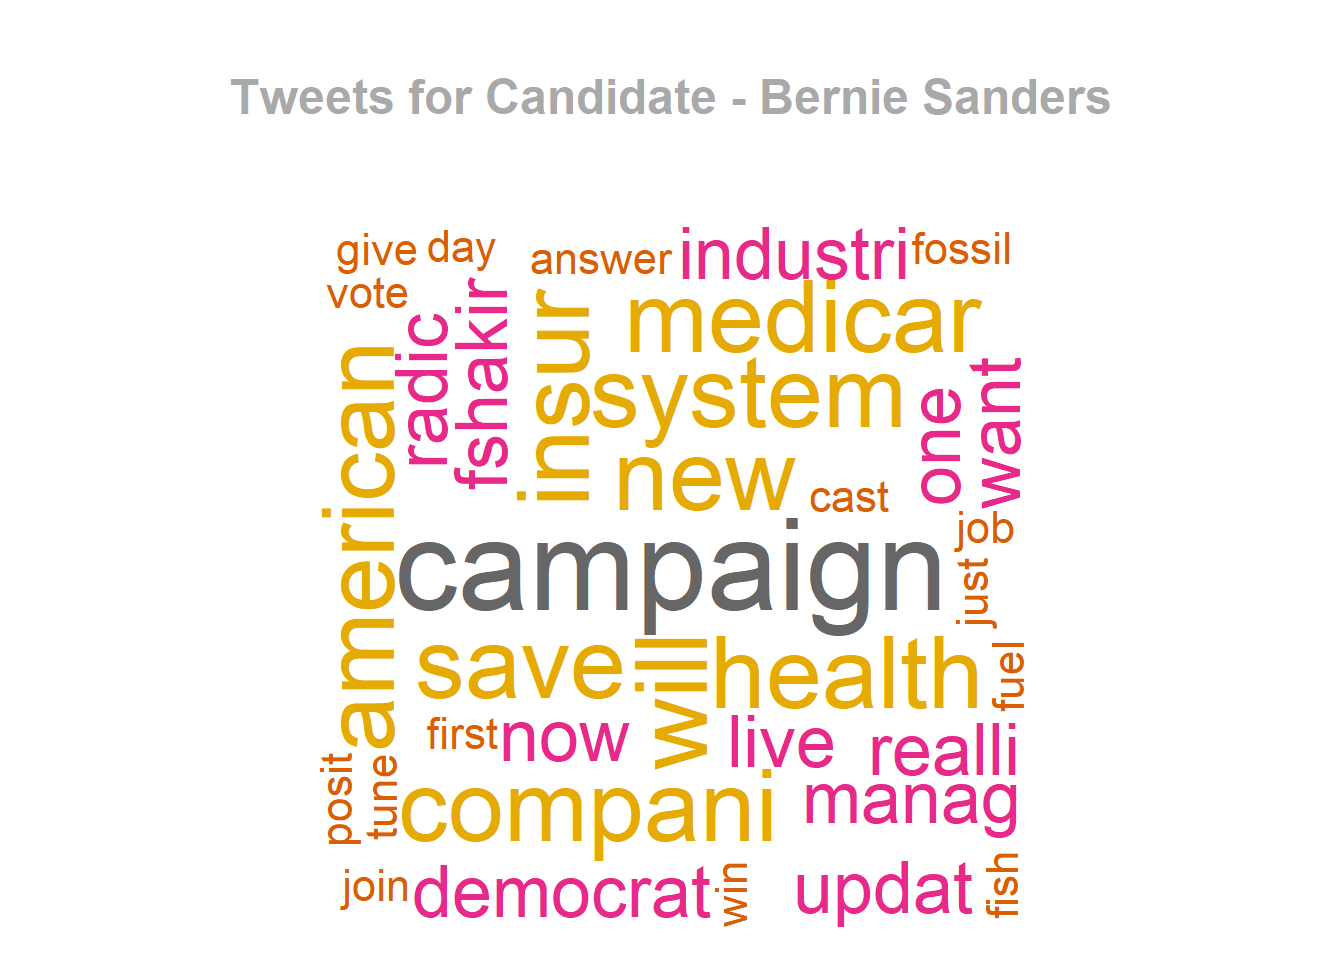 Tweets for Candidate - Bernie Sanders
give
day
answer
industri
fossil
vote
radic
fshakir
insur
medicar
american
system
one
want
new
cast
campaign
job
just
save
will
health
fuel
first
now
live
realli
posit
tune
compani
manag
join
democrat
win
updat
fish